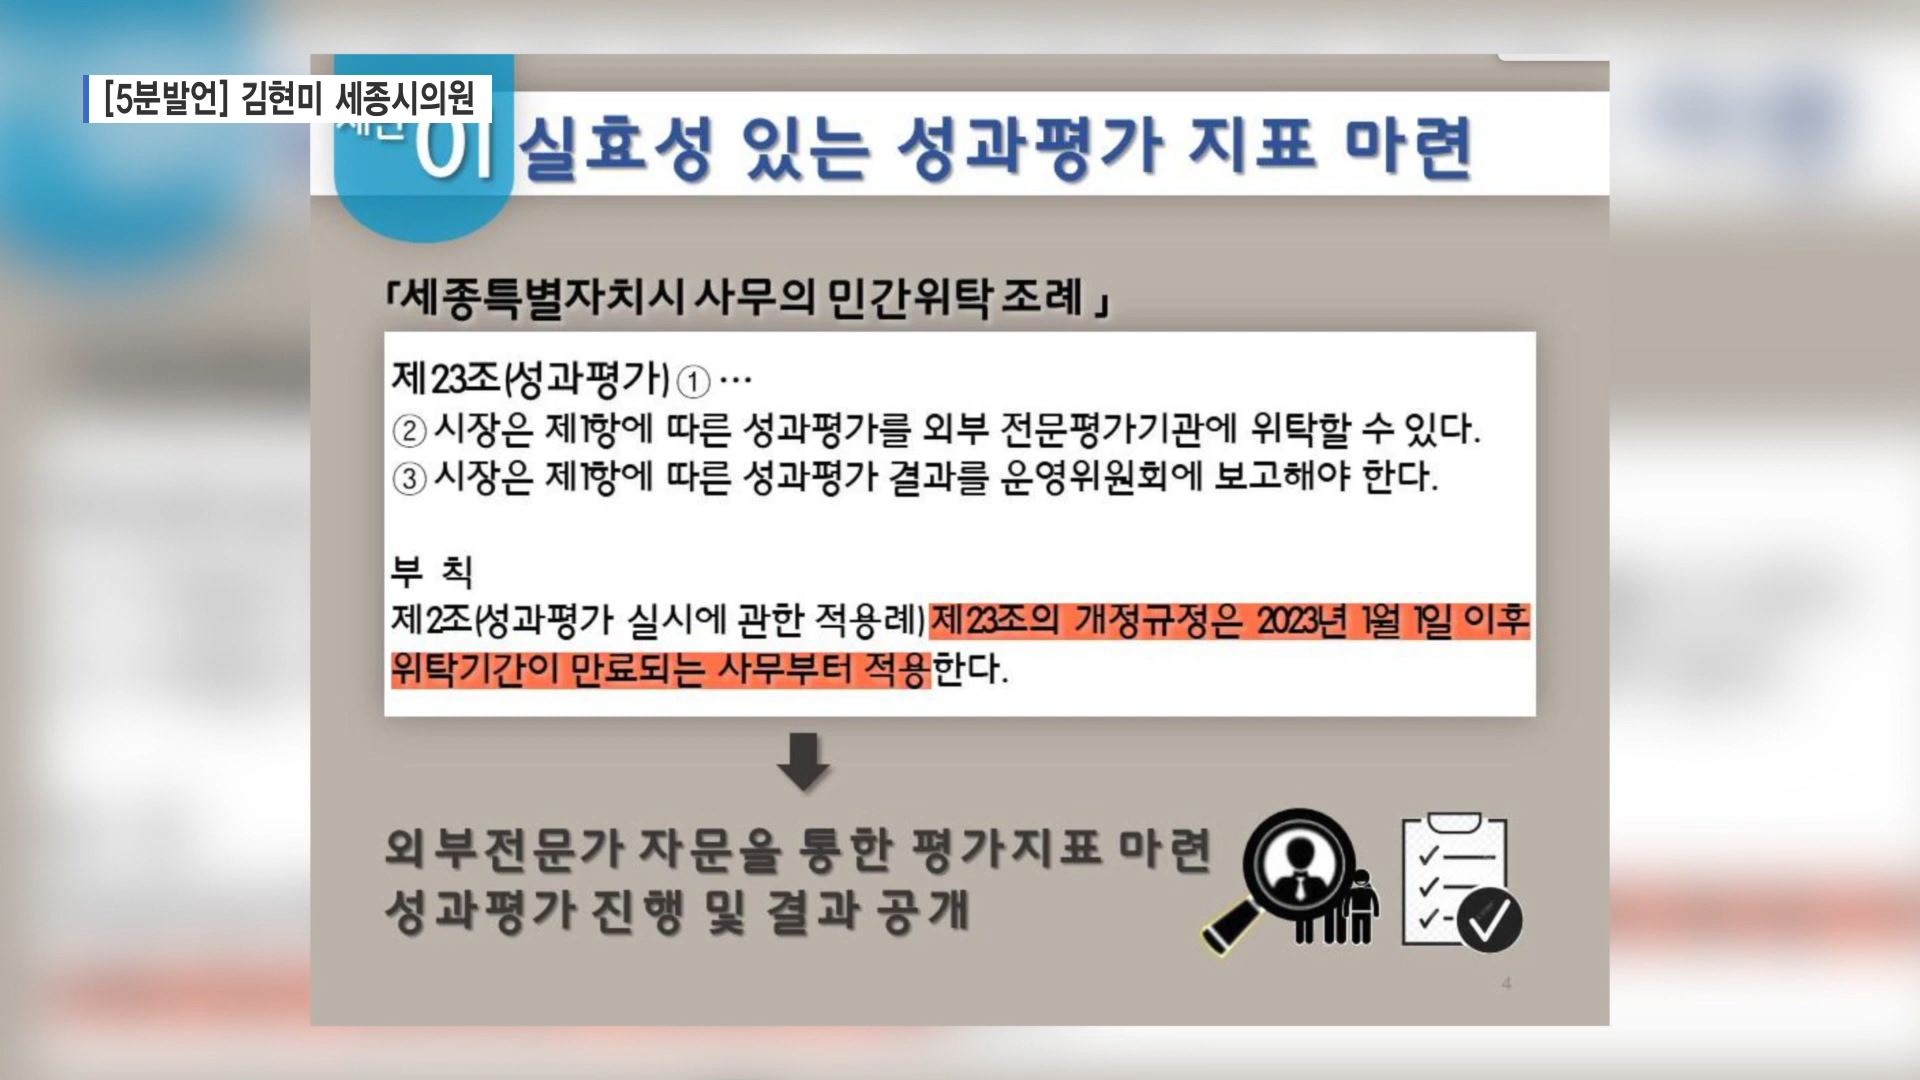 [5분발언] 김현미 세종시의원
01 실효성 있는 성과평가 지표 마련
「세종특별자치시 사무의 민간위탁 조례」
제23조(성과평가) ① …
② 시장은 제1항에 따른 성과평가를 외부 전문평가기관에 위탁할 수 있다.
③ 시장은 제1항에 따른 성과평가 결과를 운영위원회에 보고해야 한다.
부 칙
제2조(성과평가 실시에 관한 적용례) 제23조의 개정규정은 2023년 1월 1일 이후
위탁기간이 만료되는 사무부터 적용한다.
외부전문가 자문을 통한 평가지표 마련
성과평가 진행 및 결과 공개
4